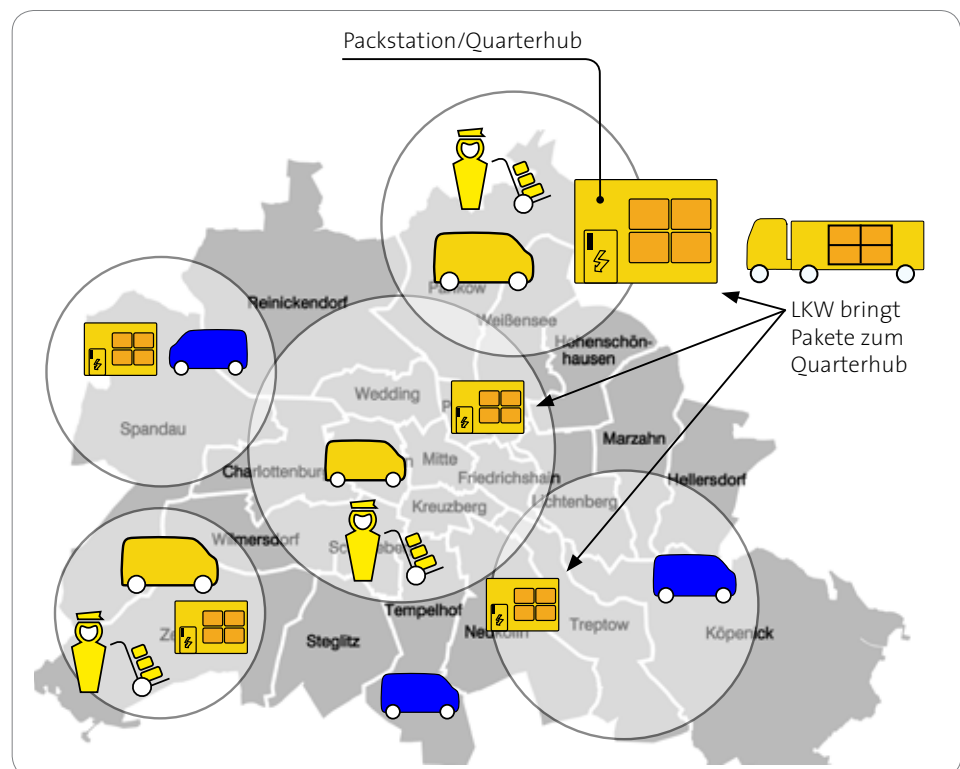 Packstation/Quarterhub
Pankow
Reinickendorf
Weißensee
LKW bringt
Pakete zum
Quarterhub
Hohenschön-
hausen
Wedding
Spandau
Marzahn
Charlottenburg
Mitte
Friedrichshain
Hellersdorf
Kreuzberg
Lichtenberg
Wilmersdorf
Tempelhof
Steglitz
Neukölln
Treptow
Köpenick